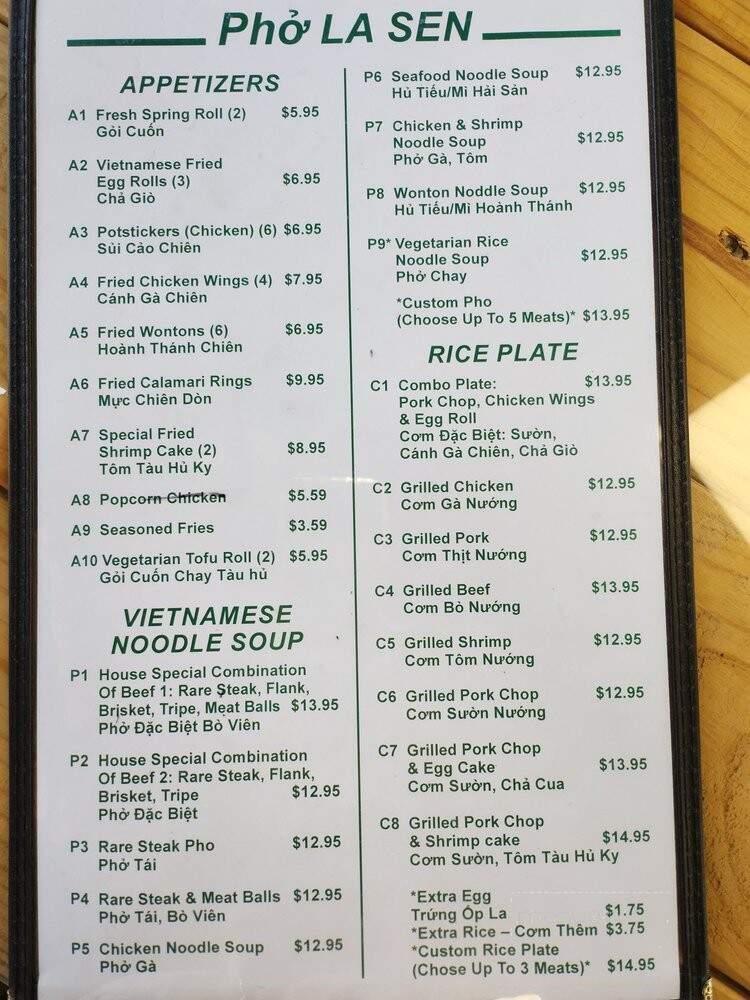 Phở LA SEN
APPETIZERS
A1 Fresh Spring Roll (2) $5.95
Gỏi Cuốn
A2 Vietnamese Fried
Egg Rolls (3) $6.95
Chả Giò
A3 Potstickers (Chicken) (6) $6.95
Sủi Cảo Chiên
A4 Fried Chicken Wings (4) $7.95
Cánh Gà Chiên
A5 Fried Wontons (6) $6.95
Hoành Thánh Chiên
A6 Fried Calamari Rings $9.95
Mực Chiên Dòn
A7 Special Fried
Shrimp Cake (2) $8.95
Tôm Tàu Hủ Ky
A8 Popcorn Chicken $5.59
A9 Seasoned Fries $3.59
A10 Vegetarian Tofu Roll (2) $5.95
Gỏi Cuốn Chay Tàu hủ
VIETNAMESE
NOODLE SOUP
P1 House Special Combination
Of Beef 1: Rare Steak, Flank,
Brisket, Tripe, Meat Balls $13.95
Phở Đặc Biệt Bò Viên
P2 House Special Combination
Of Beef 2: Rare Steak, Flank,
Brisket, Tripe $12.95
Phở Đặc Biệt
P3 Rare Steak Pho $12.95
Phở Tái
P4 Rare Steak & Meat Balls $12.95
Phở Tái, Bò Viên
P5 Chicken Noodle Soup $12.95
Phở Gà
P6 Seafood Noodle Soup $12.95
Hủ Tiếu/Mì Hải Sản
P7 Chicken & Shrimp
Noodle Soup $12.95
Phở Gà, Tôm
P8 Wonton Noddle Soup $12.95
Hủ Tiếu/Mì Hoành Thánh
P9* Vegetarian Rice
Noodle Soup $12.95
Phở Chay
*Custom Pho
(Choose Up To 5 Meats)* $13.95
RICE PLATE
C1 Combo Plate: $13.95
Pork Chop, Chicken Wings
& Egg Roll
Cơm Đặc Biệt: Sườn,
Cánh Gà Chiên, Chả Giò
C2 Grilled Chicken $12.95
Cơm Gà Nướng
C3 Grilled Pork $12.95
Cơm Thịt Nướng
C4 Grilled Beef $13.95
Cơm Bò Nướng
C5 Grilled Shrimp $12.95
Cơm Tôm Nướng
C6 Grilled Pork Chop $12.95
Cơm Sườn Nướng
C7 Grilled Pork Chop
& Egg Cake $13.95
Cơm Sườn, Chả Cua
C8 Grilled Pork Chop
& Shrimp cake $14.95
Cơm Sườn, Tôm Tàu Hủ Ky
*Extra Egg
Trứng Ốp La $1.75
*Extra Rice – Cơm Thêm $3.75
*Custom Rice Plate
(Chose Up To 3 Meats)* $14.95